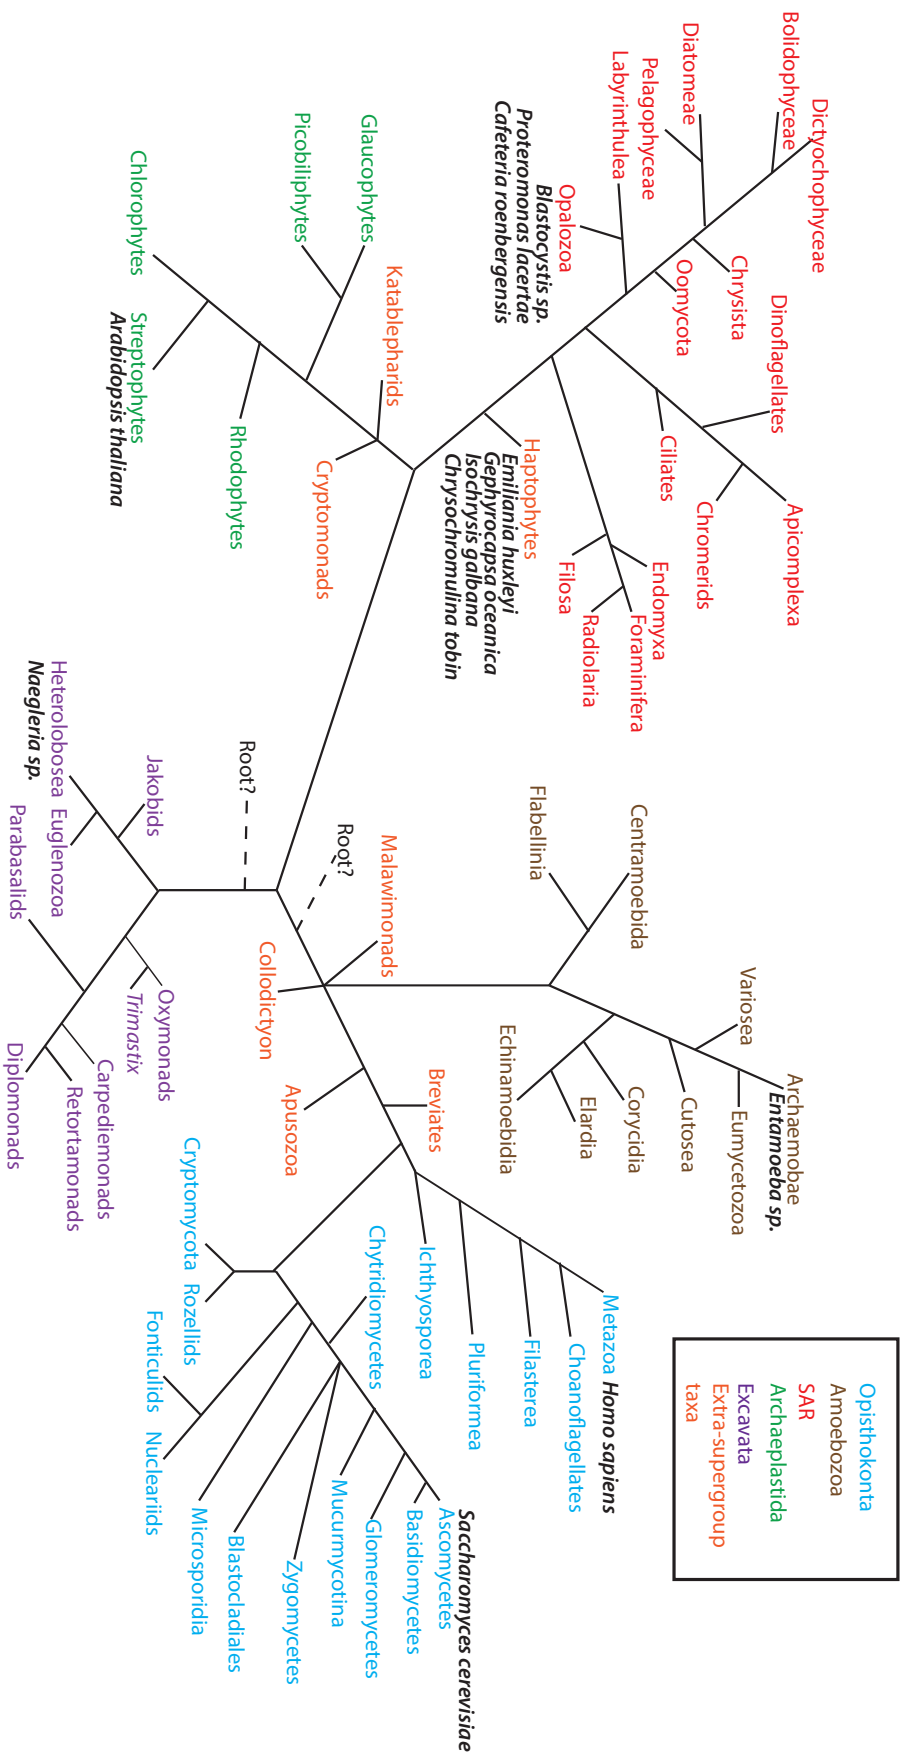 Dictyochophyceae
Bolidophyceae
Diatomeae
Pelagophyceae
Labyrinthulea
Opalozoa
Blastocystis sp.
Proteromonas lacertae
Cafeteria roenbergensis
Chrysista
Oomycota
Dinoflagellates
Ciliates
Apicomplexa
Chromerids
Endomyxa
Foraminifera
Filosa
Radiolaria
Haptophytes
Emiliania huxleyi
Gephyrocapsa oceanica
Isochrysis galbana
Chrysochromulina tobin
Glaucophytes
Picobiliphytes
Katablepharids
Chlorophytes
Streptophytes
Arabidopsis thaliana
Rhodophytes
Cryptomonads
Centramoebida
Flabellinia
Variosea
Archaemobae
Entamoeba sp.
Eumycetozoa
Cutosea
Corycidia
Elardia
Echinamoebidia
Root?
Root?
Malawimonads
Collodictyon
Breviates
Apusozoa
Jakobids
Heterolobosea Euglenozoa
Naegleria sp.
Parabasalids
Oxymonads
Trimastix
Carpediemonads
Retortamonads
Diplomonads
Metazoa Homo sapiens
Choanoflagellates
Filasterea
Pluriformea
Ichthyosporea
Chytridiomycetes
Cryptomycota Rozellids
Fonticulids Nucleariids
Saccharomyces cerevisiae
Ascomycetes
Basidiomycetes
Glomeromycetes
Mucurmycotina
Zygomycetes
Blastocladiales
Microsporidia
Opisthokonta
Amoebozoa
SAR
Archaeplastida
Excavata
Extra-supergroup
taxa